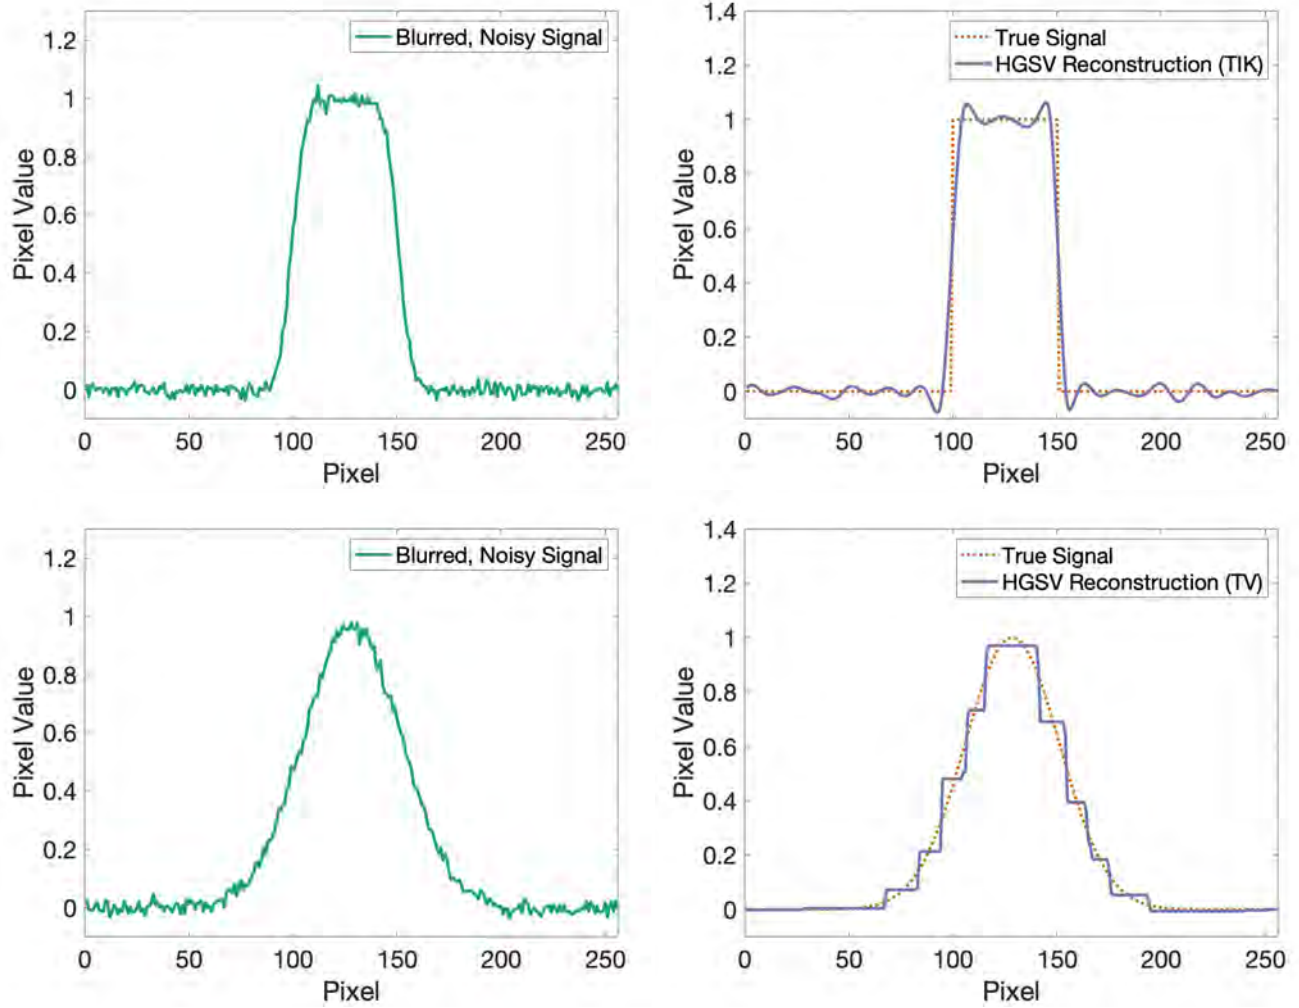 Blurred, Noisy Signal
1.2
1
0.8
0.6
0.4
0.2
0
Pixel Value
0 50 100 150 200 250
Pixel
True Signal
HGSV Reconstruction (TIK)
1.4
1.2
1
0.8
0.6
0.4
0.2
0
Pixel Value
0 50 100 150 200 250
Pixel
Blurred, Noisy Signal
1.2
1
0.8
0.6
0.4
0.2
0
Pixel Value
0 50 100 150 200 250
Pixel
True Signal
HGSV Reconstruction (TV)
1.4
1.2
1
0.8
0.6
0.4
0.2
0
Pixel Value
0 50 100 150 200 250
Pixel